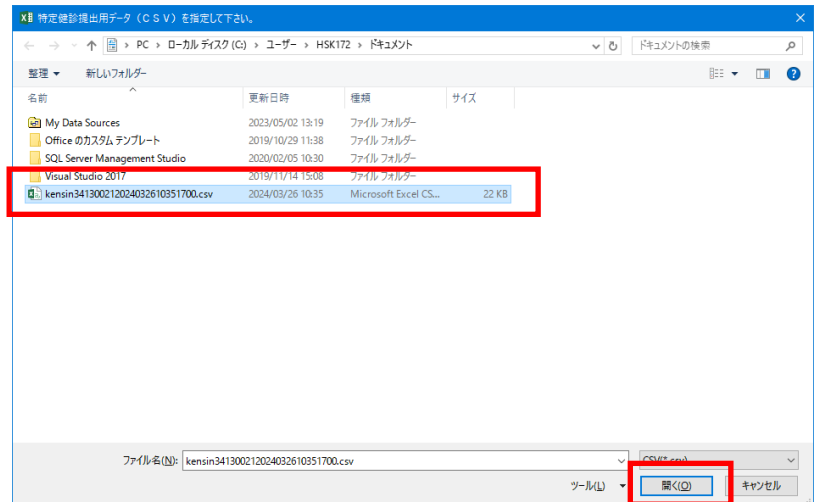 特定健診提出用データ（ＣＳＶ）を指定して下さい。
PC › ローカル ディスク (C:) › ユーザー › HSK172 › ドキュメント
ドキュメントの検索
整理 新しいフォルダー
名前 更新日時 種類 サイズ
My Data Sources 2023/05/02 13:19 ファイル フォルダー
Office のカスタム テンプレート 2019/10/29 11:38 ファイル フォルダー
SQL Server Management Studio 2020/02/05 10:30 ファイル フォルダー
Visual Studio 2017 2019/11/14 15:08 ファイル フォルダー
kensin341300212024032610351700.csv 2024/03/26 10:35 Microsoft Excel CS... 22 KB
ファイル名(N): kensin341300212024032610351700.csv CSV(*.csv)
ツール(L) 開く(O) キャンセル